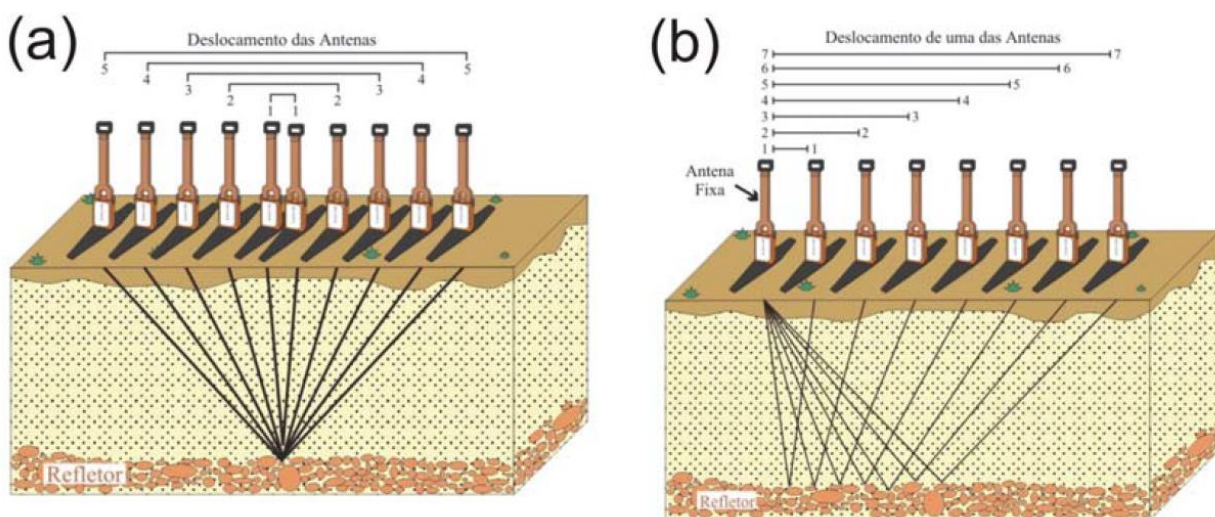 (a)
Deslocamento das Antenas
5 4 3 2 1 1 2 3 4 5
Refletor
(b)
Deslocamento de uma das Antenas
7 7
6 6
5 5
4 4
3 3
2 2
1 1
Antena
Fixa
Refletor